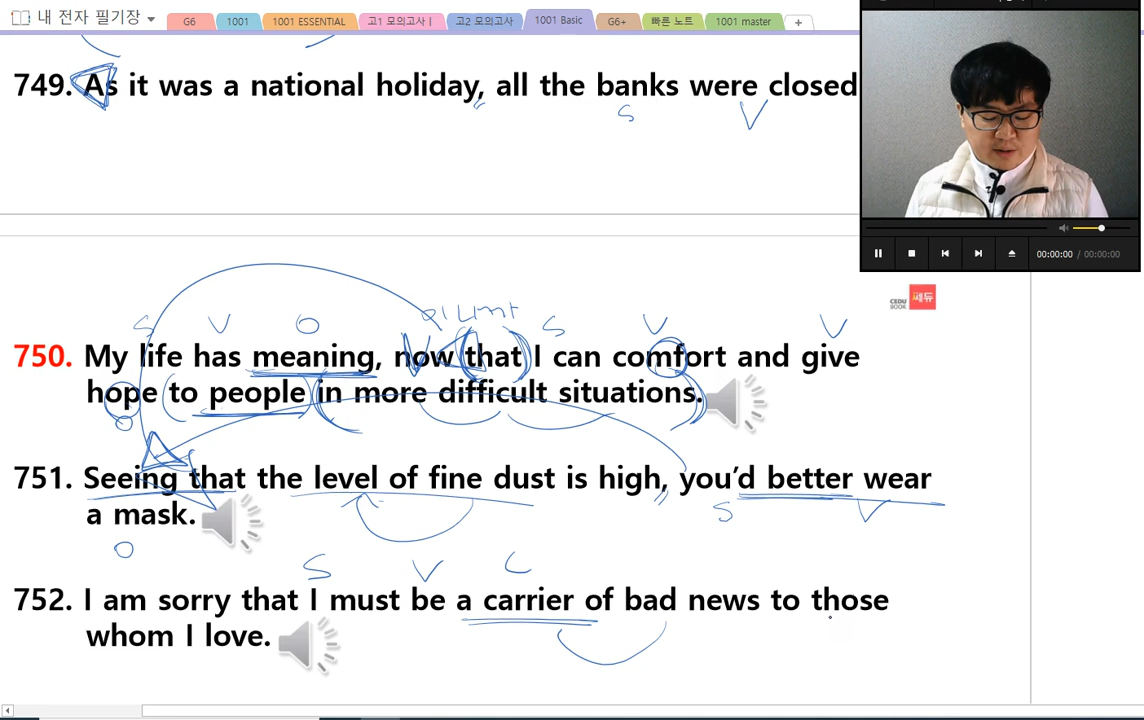 내 전자 필기장
G6
1001
1001 ESSENTIAL
고1 모의고사 I
고2 모의고사
1001 Basic
G6+
빠른 노트
1001 master
+
749. As it was a national holiday, all the banks were closed
S V
00:00:00 / 00:00:00
CEDU BOOK 쎄듀
S V O S V V
750. My life has meaning, now that I can comfort and give
hope to people in more difficult situations.
751. Seeing that the level of fine dust is high, you'd better wear
S V
a mask.
O
S V C
752. I am sorry that I must be a carrier of bad news to those
whom I love.